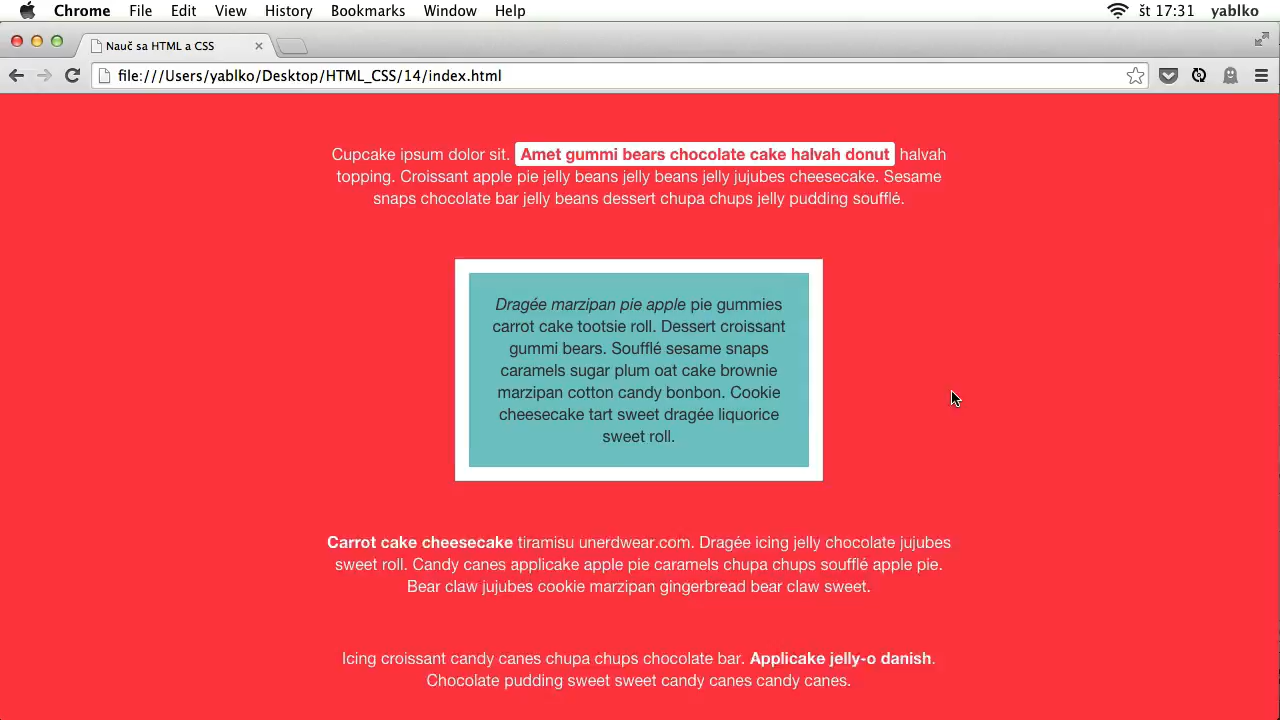 Chrome File Edit View History Bookmarks Window Help št 17:31 yablko
Nauč sa HTML a CSS
file:///Users/yablko/Desktop/HTML_CSS/14/index.html
Cupcake ipsum dolor sit. Amet gummi bears chocolate cake halvah donut halvah
topping. Croissant apple pie jelly beans jelly beans jelly jujubes cheesecake. Sesame
snaps chocolate bar jelly beans dessert chupa chups jelly pudding soufflé.
Dragée marzipan pie apple pie gummies
carrot cake tootsie roll. Dessert croissant
gummi bears. Soufflé sesame snaps
caramels sugar plum oat cake brownie
marzipan cotton candy bonbon. Cookie
cheesecake tart sweet dragée liquorice
sweet roll.
Carrot cake cheesecake tiramisu unerdwear.com. Dragée icing jelly chocolate jujubes
sweet roll. Candy canes applicake apple pie caramels chupa chups soufflé apple pie.
Bear claw jujubes cookie marzipan gingerbread bear claw sweet.
Icing croissant candy canes chupa chups chocolate bar. Applicake jelly-o danish.
Chocolate pudding sweet sweet candy canes candy canes.